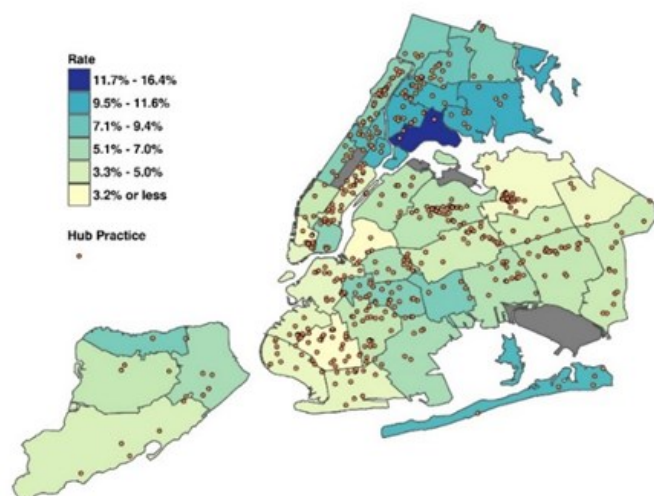 Rate
11.7% - 16.4%
9.5% - 11.6%
7.1% - 9.4%
5.1% - 7.0%
3.3% - 5.0%
3.2% or less
Hub Practice